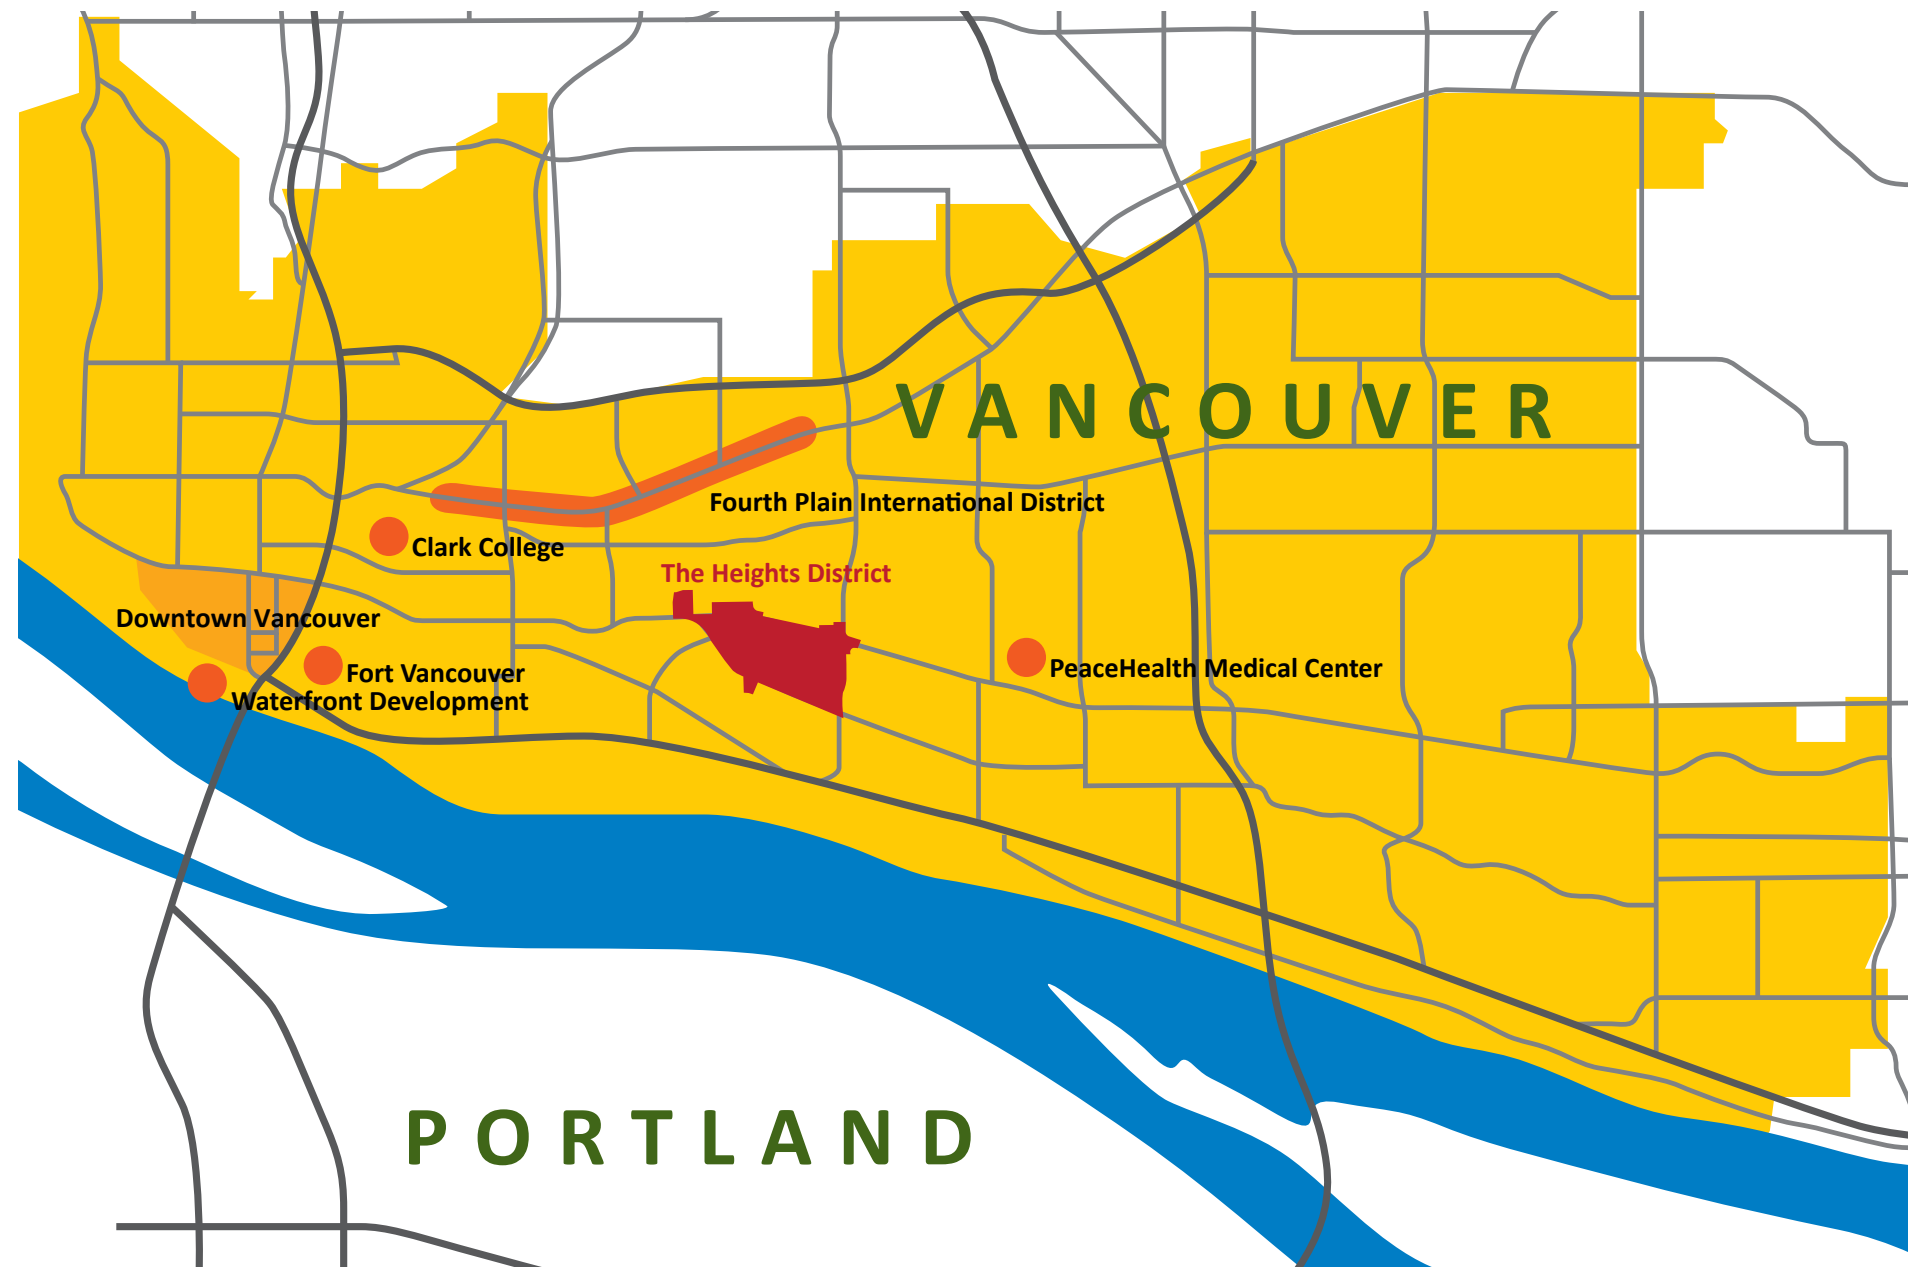 VANCOUVER
Fourth Plain International District
Clark College
The Heights District
Downtown Vancouver
Fort Vancouver
PeaceHealth Medical Center
Waterfront Development
PORTLAND